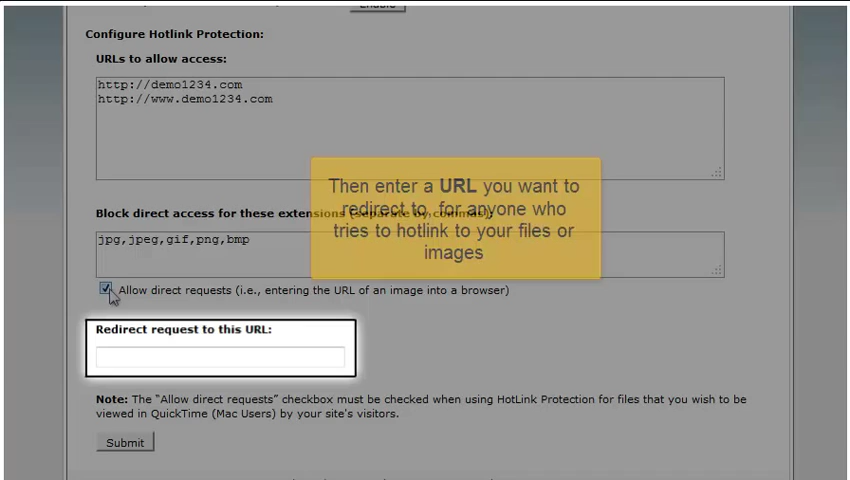 Enable
Configure Hotlink Protection:
URLs to allow access:
http://demo1234.com
http://www.demo1234.com
Then enter a URL you want to
redirect to, for anyone who
tries to hotlink to your files or
images
Block direct access for these extensions (separate by commas):
jpg,jpeg,gif,png,bmp
Allow direct requests (i.e., entering the URL of an image into a browser)
Redirect request to this URL:
Note: The “Allow direct requests” checkbox must be checked when using HotLink Protection for files that you wish to be
viewed in QuickTime (Mac Users) by your site's visitors.
Submit